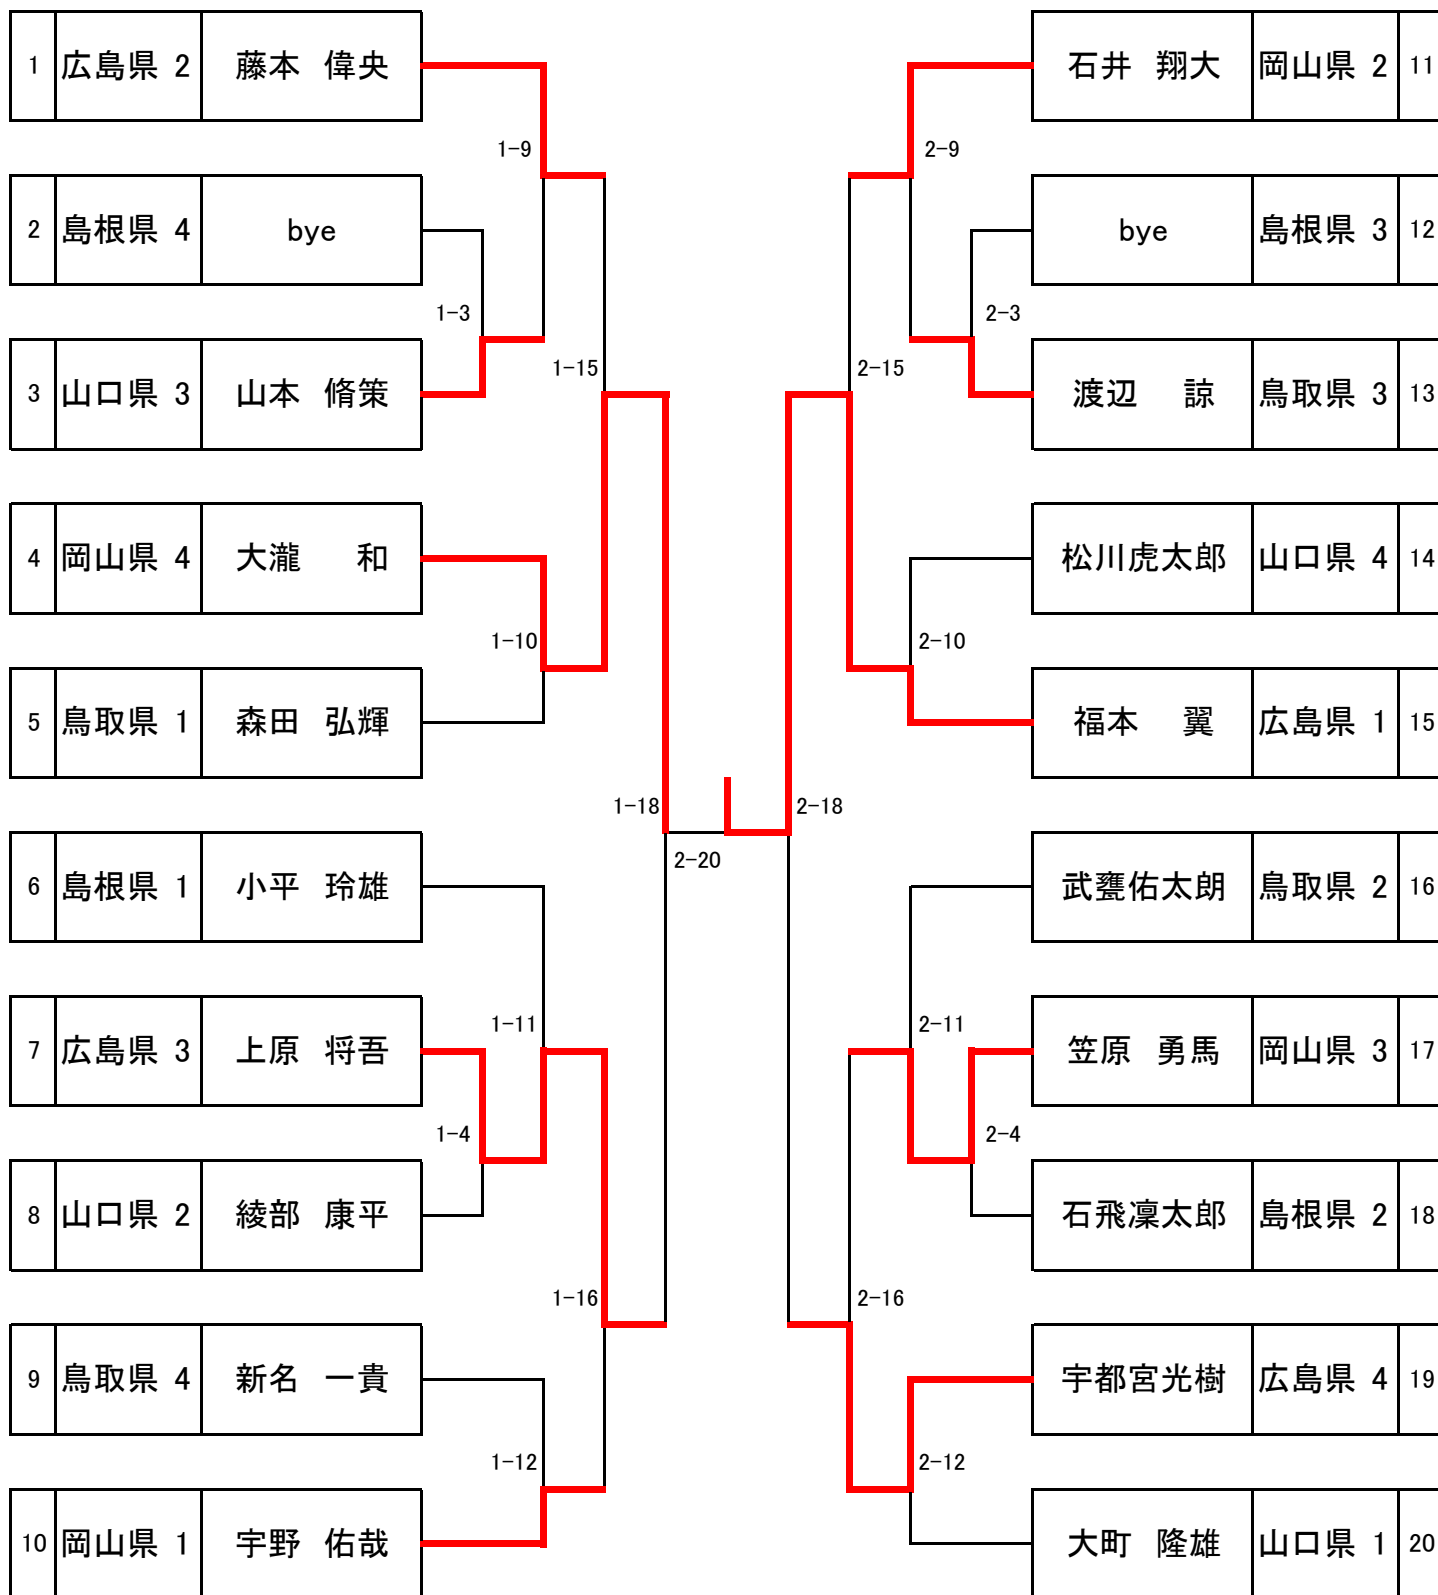 1 広島県 2 藤本 偉央
石井 翔大 岡山県 2 11
1-9
2-9
2 島根県 4 bye
bye 島根県 3 12
1-3
2-3
3 山口県 3 山本 脩策
1-15
2-15
渡辺 諒 鳥取県 3 13
4 岡山県 4 大瀧 和
松川虎太郎 山口県 4 14
1-10
2-10
5 鳥取県 1 森田 弘輝
福本 翼 広島県 1 15
1-18
2-18
2-20
6 島根県 1 小平 玲雄
武甕佑太朗 鳥取県 2 16
1-11
2-11
7 広島県 3 上原 将吾
笠原 勇馬 岡山県 3 17
1-4
2-4
8 山口県 2 綾部 康平
石飛凜太郎 島根県 2 18
1-16
2-16
9 鳥取県 4 新名 一貴
宇都宮光樹 広島県 4 19
1-12
2-12
10 岡山県 1 宇野 佑哉
大町 隆雄 山口県 1 20